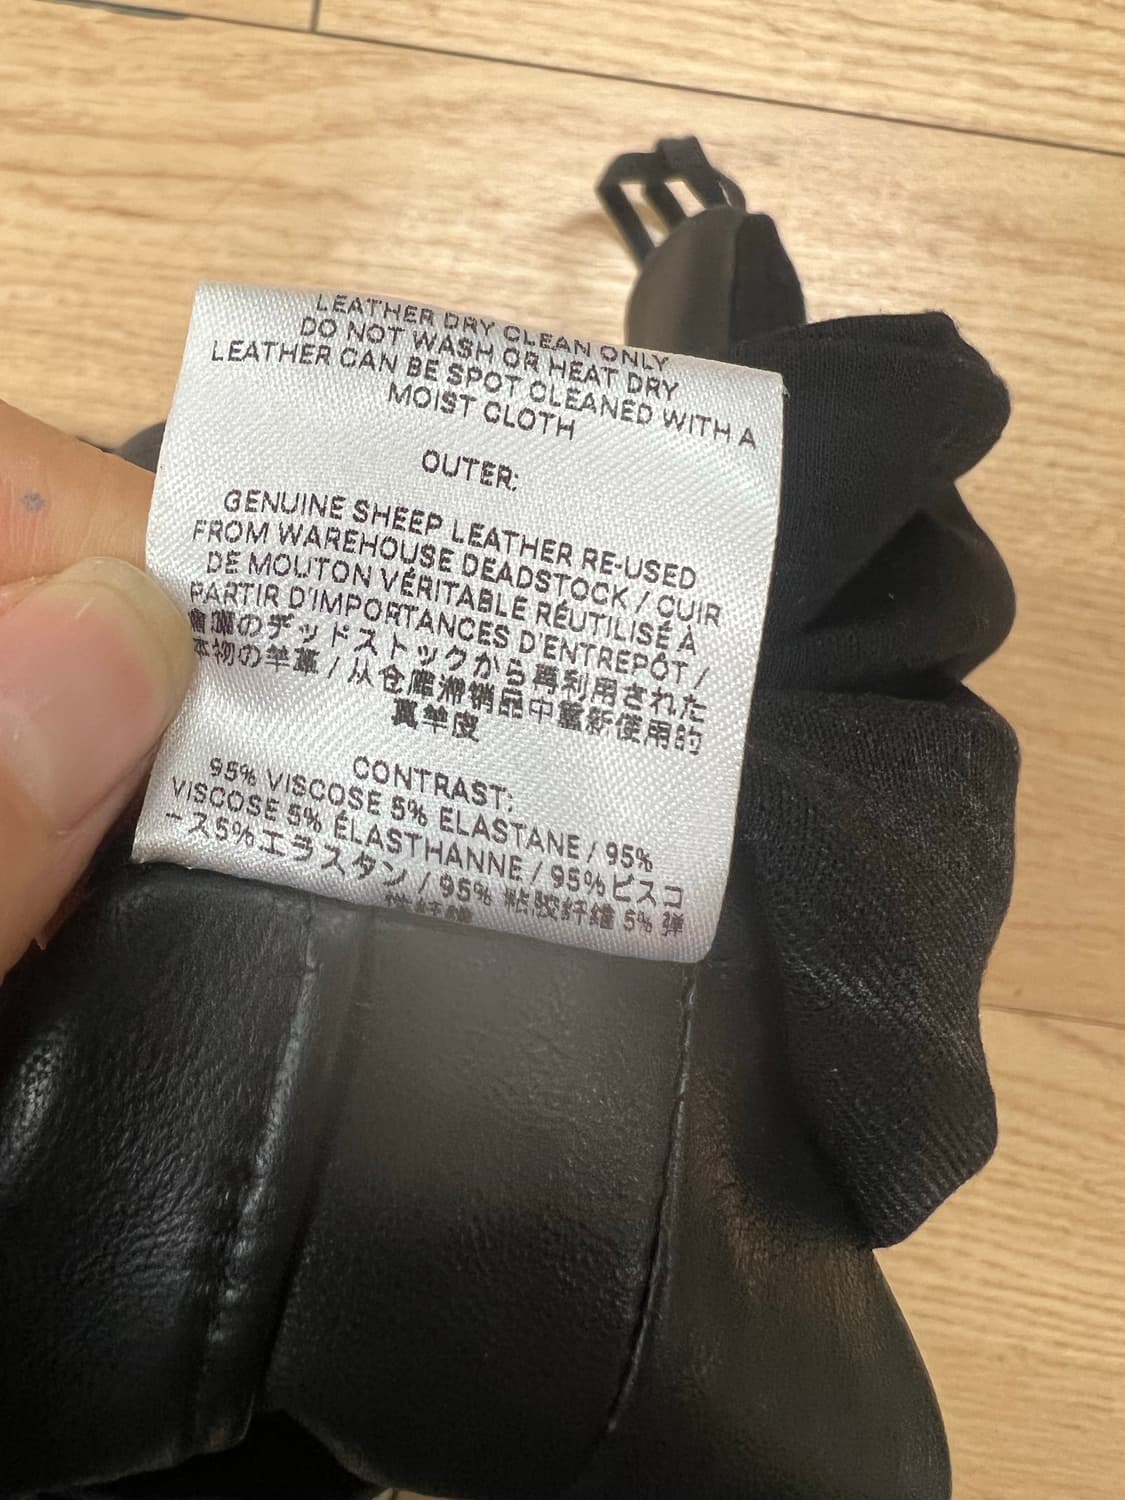 LEATHER DRY CLEAN ONLY
DO NOT WASH OR HEAT DRY
LEATHER CAN BE SPOT CLEANED WITH A
MOIST CLOTH
OUTER:
GENUINE SHEEP LEATHER RE-USED
FROM WAREHOUSE DEADSTOCK / CUIR
DE MOUTON VÉRITABLE RÉUTILISÉ À
PARTIR D'IMPORTANCES D'ENTREPÔT /
のデッドストックから再利用された
本物の羊革 / 从仓库滞销品中重新使用的
真羊皮
CONTRAST:
95% VISCOSE 5% ELASTANE / 95%
VISCOSE 5% ÉLASTHANNE / 95%ビスコ
ース5%エラスタン / 95% 粘胶纤维 5% 弹
性纤维